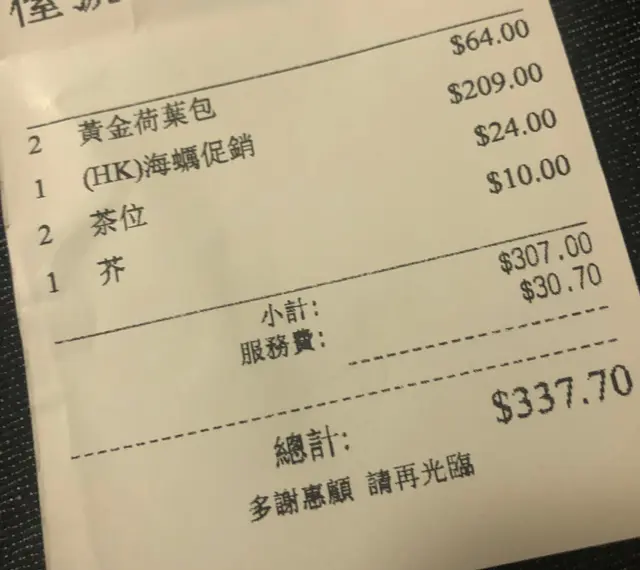 2 黃金荷葉包 $64.00
1 (HK)海蠣促銷 $209.00
2 茶位 $24.00
1 芥 $10.00
小計: $307.00
服務費: $30.70
總計: $337.70
多謝惠顧 請再光臨